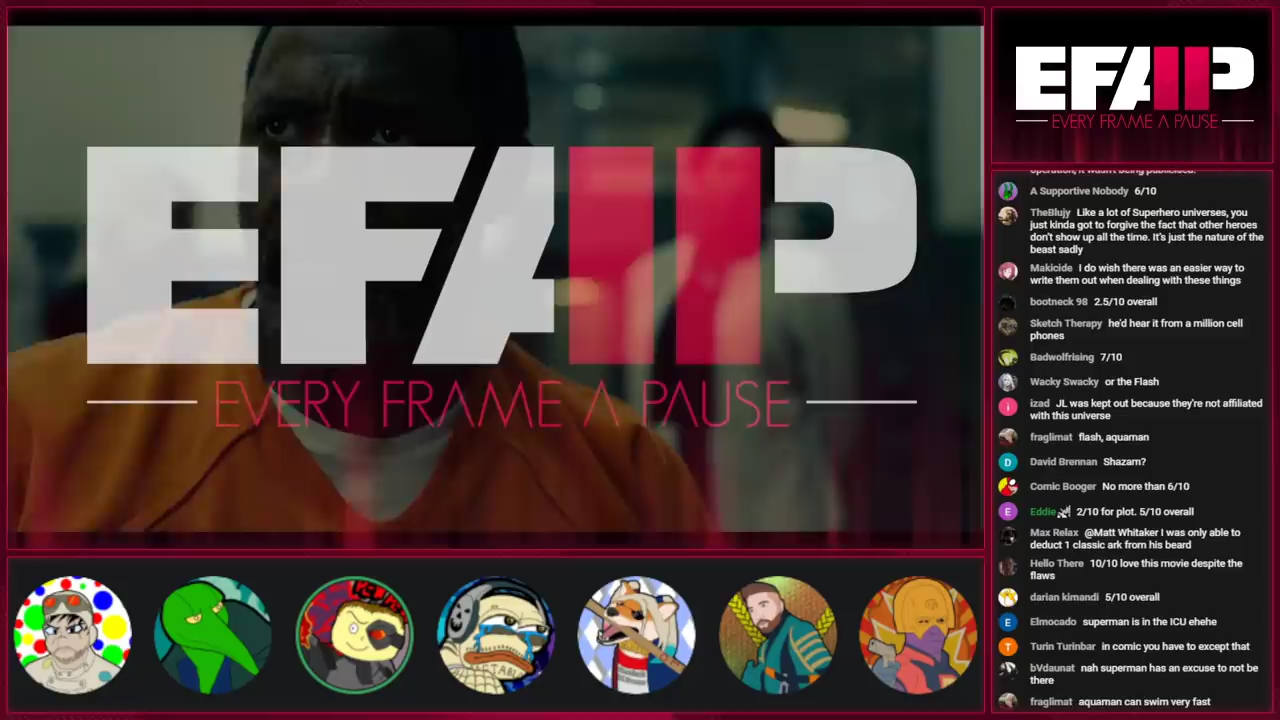 EFAP
EVERY FRAME A PAUSE
EFAP
EVERY FRAME A PAUSE
operation, it wasn't being publicised.
A Supportive Nobody 6/10
TheBlujy Like a lot of Superhero universes, you
just kinda got to forgive the fact that other heroes
don't show up all the time. It's just the nature of the
beast sadly
Makicide I do wish there was an easier way to
write them out when dealing with these things
bootneck 98 2.5/10 overall
Sketch Therapy he'd hear it from a million cell
phones
Badwolfrising 7/10
Wacky Swacky or the Flash
izad JL was kept out because they're not affiliated
with this universe
fraglimat flash, aquaman
David Brennan Shazam?
Comic Booger No more than 6/10
Eddie 2/10 for plot. 5/10 overall
Max Relax @Matt Whitaker I was only able to
deduct 1 classic ark from his beard
Hello There 10/10 love this movie despite the
flaws
darian kimandi 5/10 overall
Elmocado superman is in the ICU ehehe
Turin Turinbar in comic you have to except that
bVdaunat nah superman has an excuse to not be
there
fraglimat aquaman can swim very fast